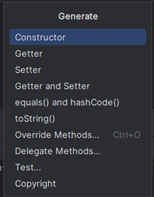 Generate
Constructor
Getter
Setter
Getter and Setter
equals() and hashCode()
toString()
Override Methods... Ctrl+O
Delegate Methods...
Test...
Copyright